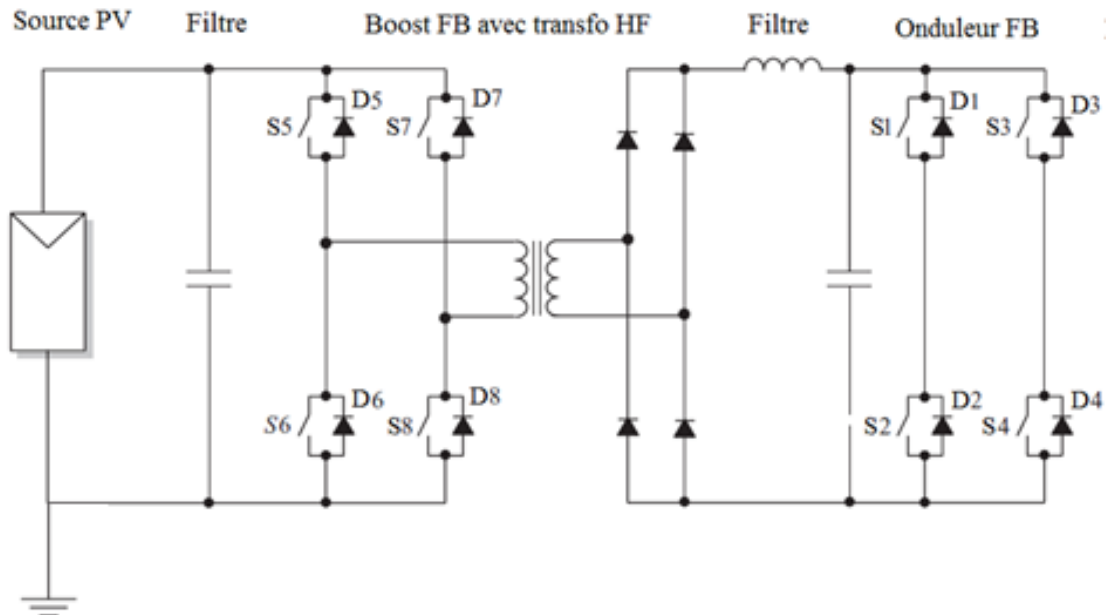 Source PV Filtre Boost FB avec transfo HF Filtre Onduleur FB
D5 D7 D1 D3
S5 S7 S1 S3
D6 D8 D2 D4
S6 S8 S2 S4